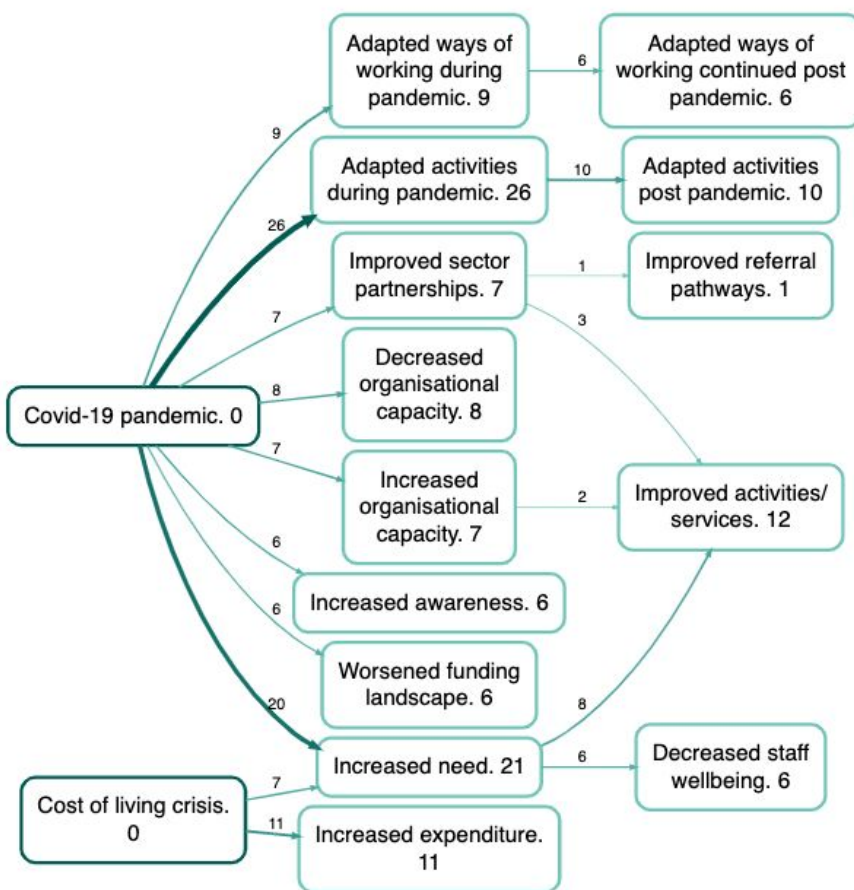 Adapted ways of
working during
pandemic. 9
6
Adapted ways of
working continued post
pandemic. 6
9
Adapted activities
during pandemic. 26
10
Adapted activities
post pandemic. 10
26
Improved sector
partnerships. 7
1
Improved referral
pathways. 1
7
3
Decreased
organisational
capacity. 8
8
Covid-19 pandemic. 0
7
Increased
organisational
capacity. 7
2
Improved activities/
services. 12
6
Increased awareness. 6
6
Worsened funding
landscape. 6
20
8
Increased need. 21
6
Decreased staff
wellbeing. 6
Cost of living crisis.
0
7
11
Increased expenditure.
11